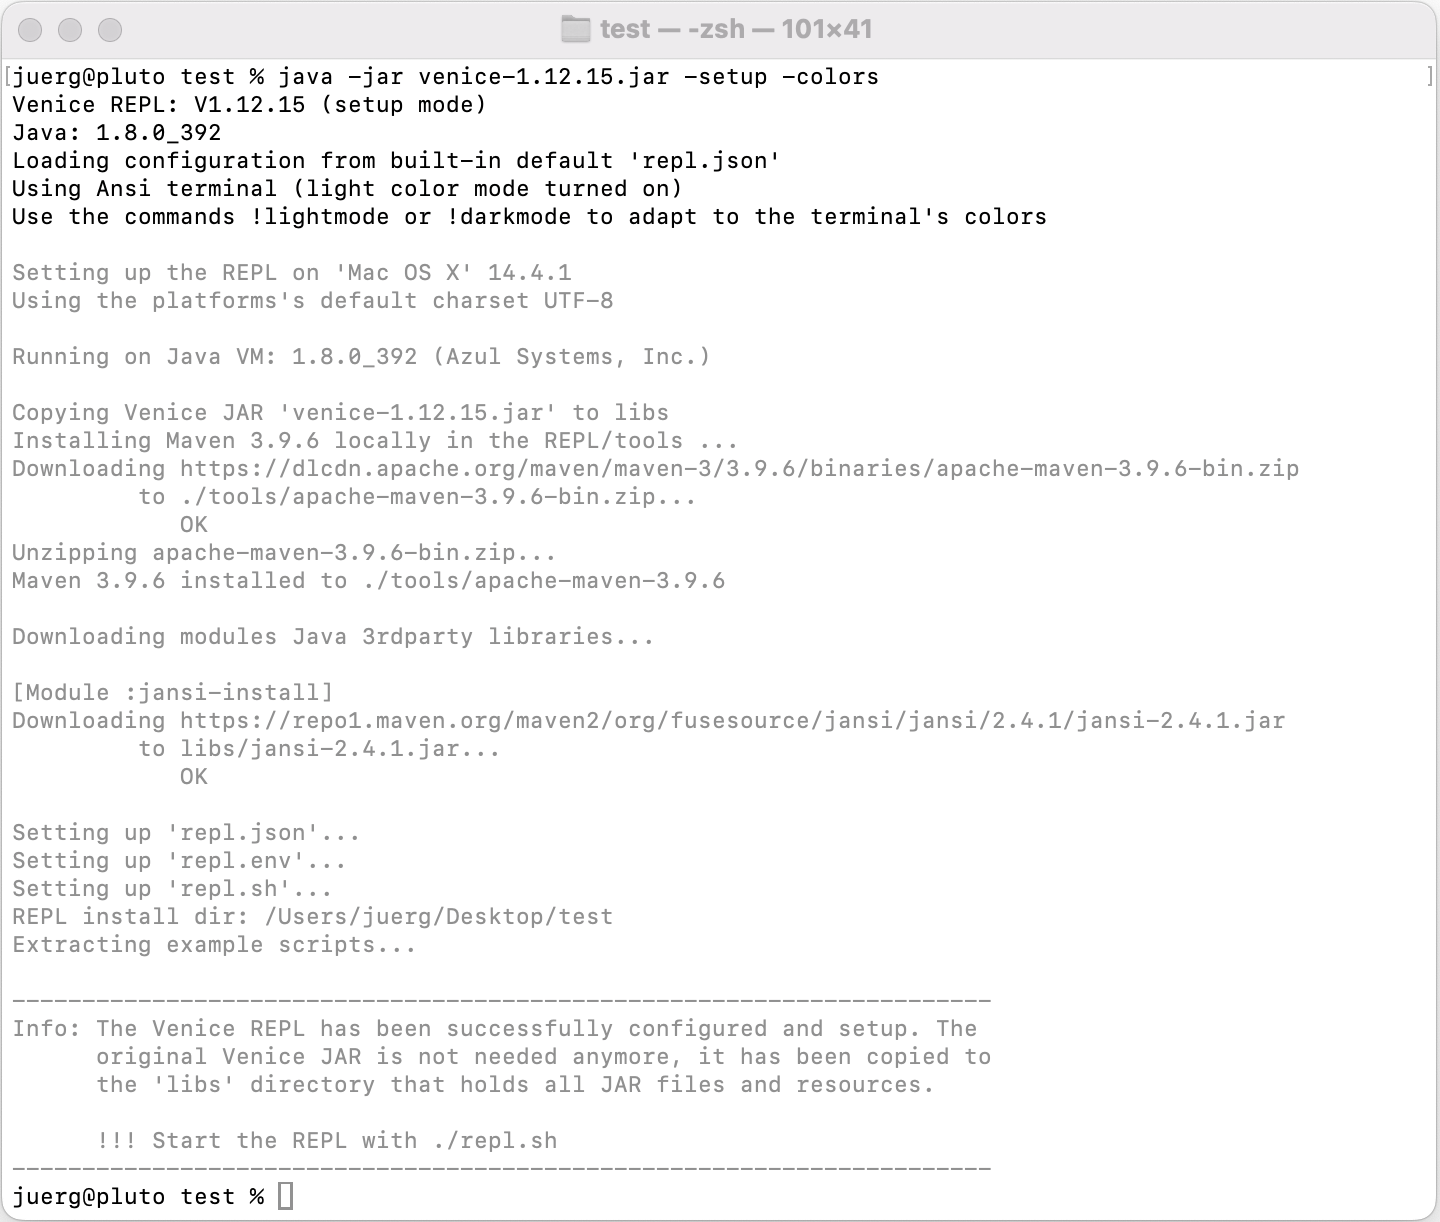 test — -zsh — 101×41
juerg@pluto test % java -jar venice-1.12.15.jar -setup -colors
Venice REPL: V1.12.15 (setup mode)
Java: 1.8.0_392
Loading configuration from built-in default 'repl.json'
Using Ansi terminal (light color mode turned on)
Use the commands !lightmode or !darkmode to adapt to the terminal's colors
Setting up the REPL on 'Mac OS X' 14.4.1
Using the platforms's default charset UTF-8
Running on Java VM: 1.8.0_392 (Azul Systems, Inc.)
Copying Venice JAR 'venice-1.12.15.jar' to libs
Installing Maven 3.9.6 locally in the REPL/tools ...
Downloading https://dlcdn.apache.org/maven/maven-3/3.9.6/binaries/apache-maven-3.9.6-bin.zip
to ./tools/apache-maven-3.9.6-bin.zip...
OK
Unzipping apache-maven-3.9.6-bin.zip...
Maven 3.9.6 installed to ./tools/apache-maven-3.9.6
Downloading modules Java 3rdparty libraries...
[Module :jansi-install]
Downloading https://repo1.maven.org/maven2/org/fusesource/jansi/jansi/2.4.1/jansi-2.4.1.jar
to libs/jansi-2.4.1.jar...
OK
Setting up 'repl.json'...
Setting up 'repl.env'...
Setting up 'repl.sh'...
REPL install dir: /Users/juerg/Desktop/test
Extracting example scripts...
----------------------------------------------------------------------
Info: The Venice REPL has been successfully configured and setup. The
original Venice JAR is not needed anymore, it has been copied to
the 'libs' directory that holds all JAR files and resources.
!!! Start the REPL with ./repl.sh
----------------------------------------------------------------------
juerg@pluto test %